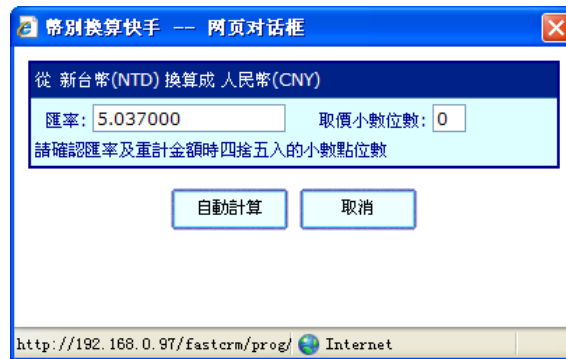 幣別換算快手 -- 网页对话框
從 新台幣(NTD) 換算成 人民幣(CNY)
匯率: 5.037000 取價小數位數: 0
請確認匯率及重計金額時四捨五入的小數點位數
自動計算 取消
http://192.168.0.97/fastcrm/prog/ Internet